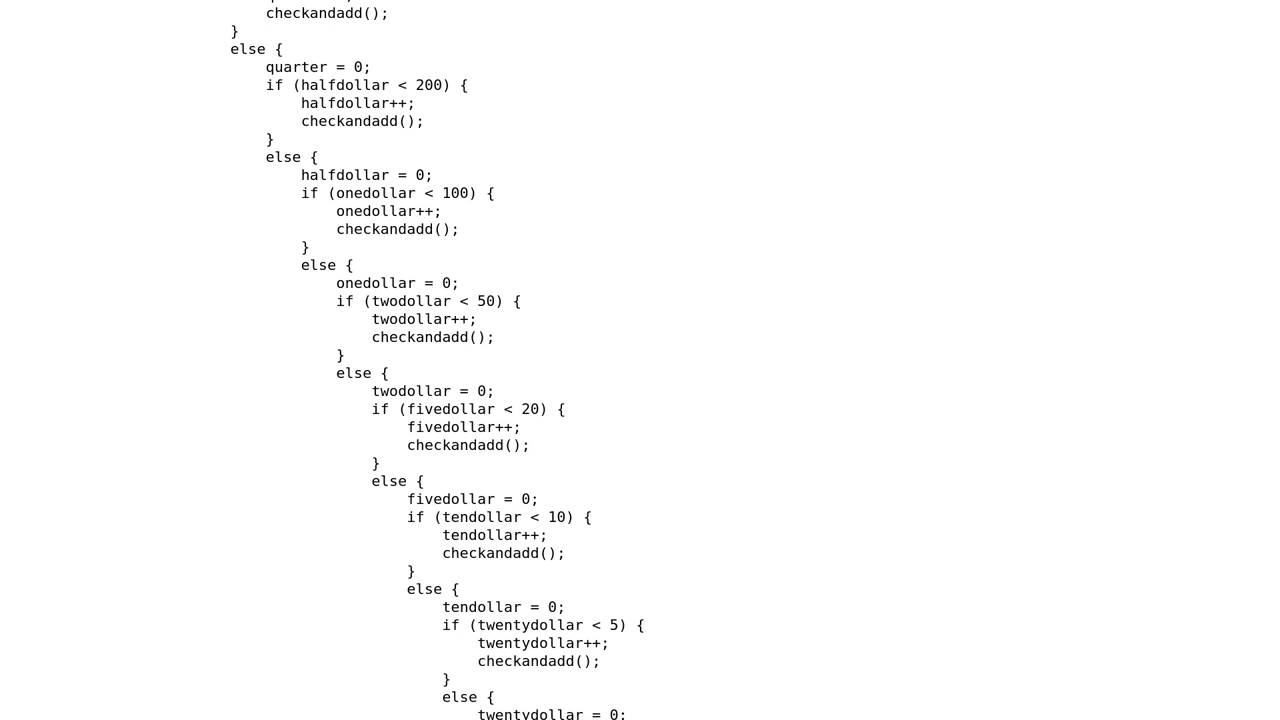 checkandadd();
}
else {
quarter = 0;
if (halfdollar < 200) {
halfdollar++;
checkandadd();
}
else {
halfdollar = 0;
if (onedollar < 100) {
onedollar++;
checkandadd();
}
else {
onedollar = 0;
if (twodollar < 50) {
twodollar++;
checkandadd();
}
else {
twodollar = 0;
if (fivedollar < 20) {
fivedollar++;
checkandadd();
}
else {
fivedollar = 0;
if (tendollar < 10) {
tendollar++;
checkandadd();
}
else {
tendollar = 0;
if (twentydollar < 5) {
twentydollar++;
checkandadd();
}
else {
twentydollar = 0;